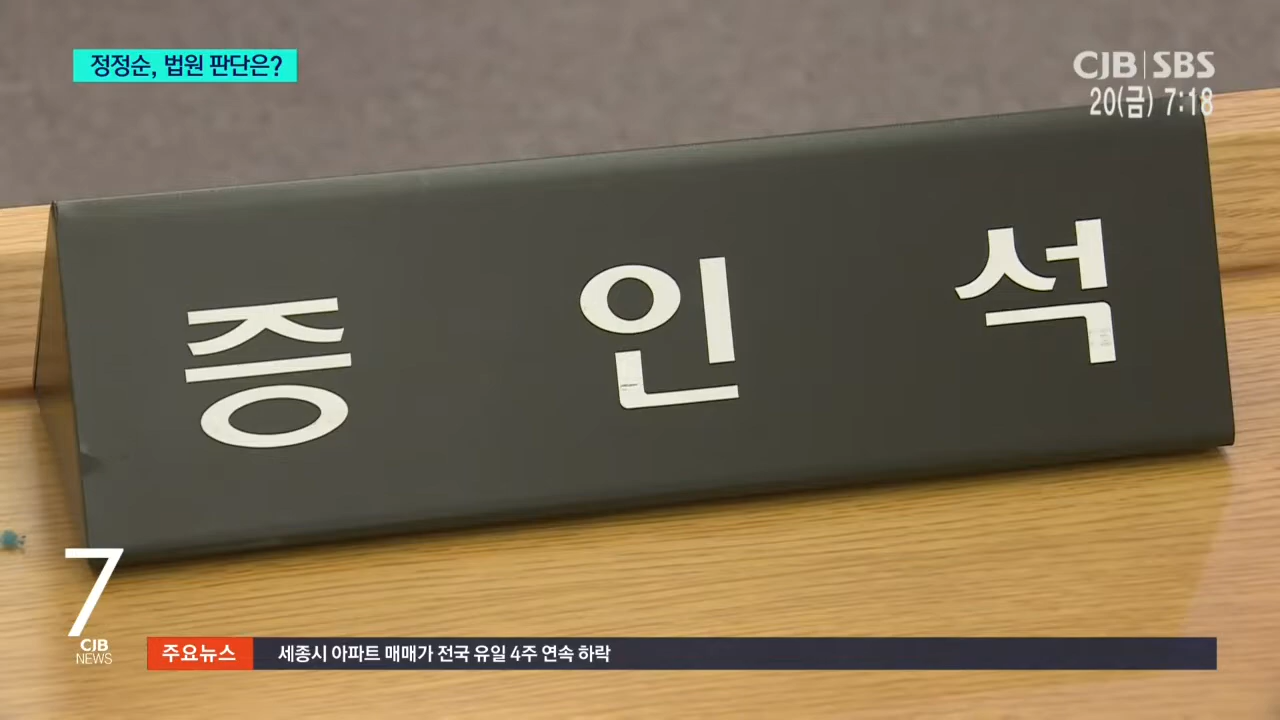 정정순, 법원 판단은?
CJB SBS
20(금) 7:18
증 인 석
7
CJB
NEWS
주요뉴스 세종시 아파트 매매가 전국 유일 4주 연속 하락